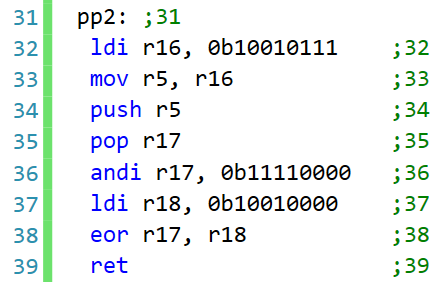 31 pp2: ;31
32 ldi r16, 0b10010111 ;32
33 mov r5, r16 ;33
34 push r5 ;34
35 pop r17 ;35
36 andi r17, 0b11110000 ;36
37 ldi r18, 0b10010000 ;37
38 eor r17, r18 ;38
39 ret ;39